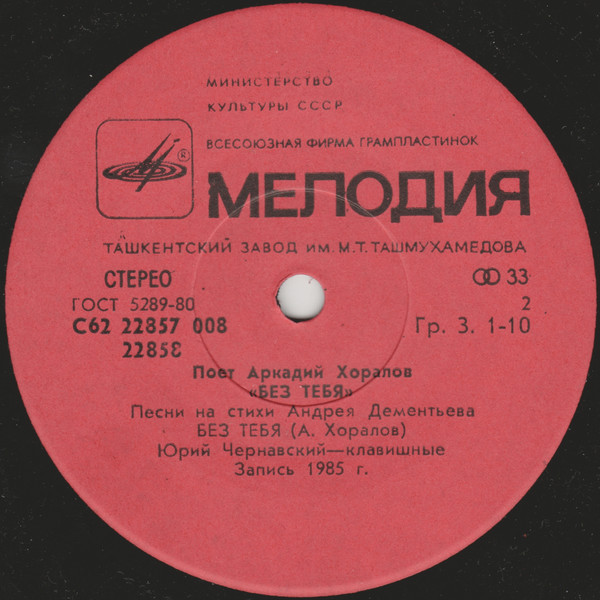 МИНИСТЕРСТВО
КУЛЬТУРЫ СССР
ВСЕСОЮЗНАЯ ФИРМА ГРАМПЛАСТИНОК
®
МЕЛОДИЯ
ТАШКЕНТСКИЙ ЗАВОД ИМ. М.Т. ТАШМУХАМЕДОВА
СТЕРЕО 33
ГОСТ 5289-80 2
С62 22857 008 Гр. 3. 1-10
22858
Поет Аркадий Хоралов
«БЕЗ ТЕБЯ»
Песни на стихи Андрея Дементьева
БЕЗ ТЕБЯ (А. Хоралов)
Юрий Чернавский—клавишные
Запись 1985 г.